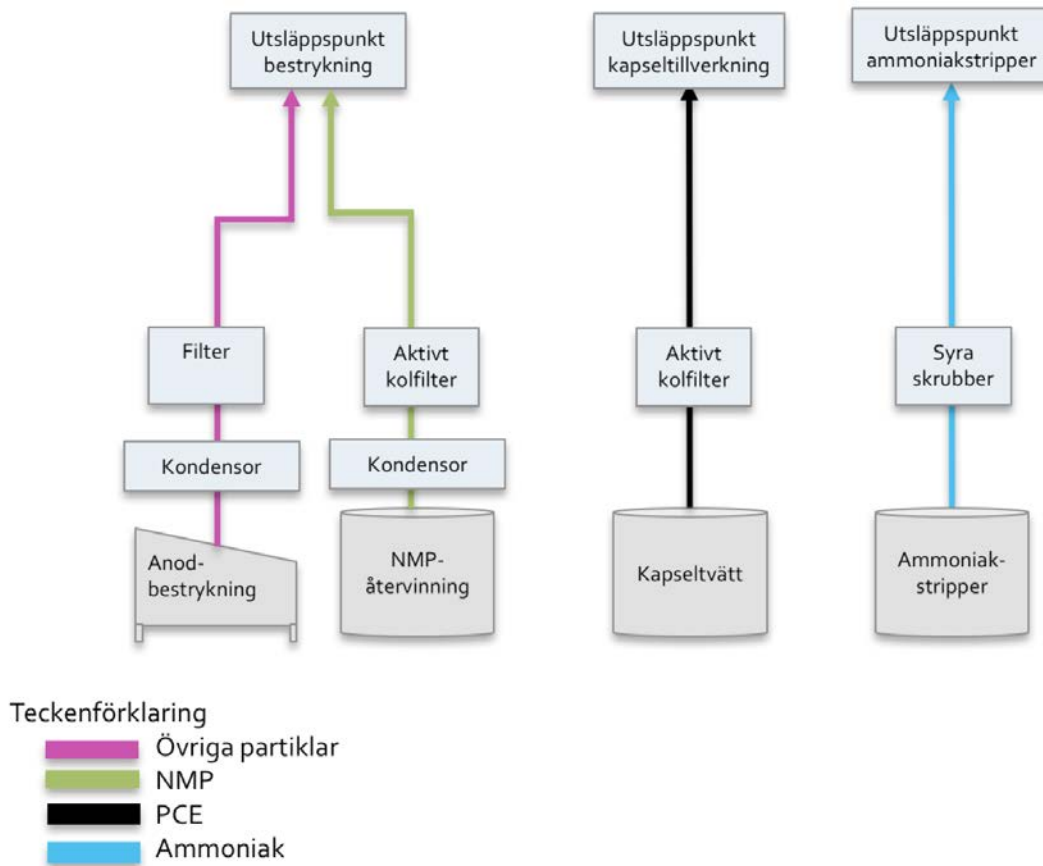 Utsläppspunkt
bestrykning
Utsläppspunkt
kapseltillverkning
Utsläppspunkt
ammoniakstripper
Filter
Aktivt
kolfilter
Aktivt
kolfilter
Syra
skrubber
Kondensor
Kondensor
Anod-
bestrykning
NMP-
återvinning
Kapseltvätt
Ammoniak-
stripper
Teckenförklaring
Övriga partiklar
NMP
PCE
Ammoniak